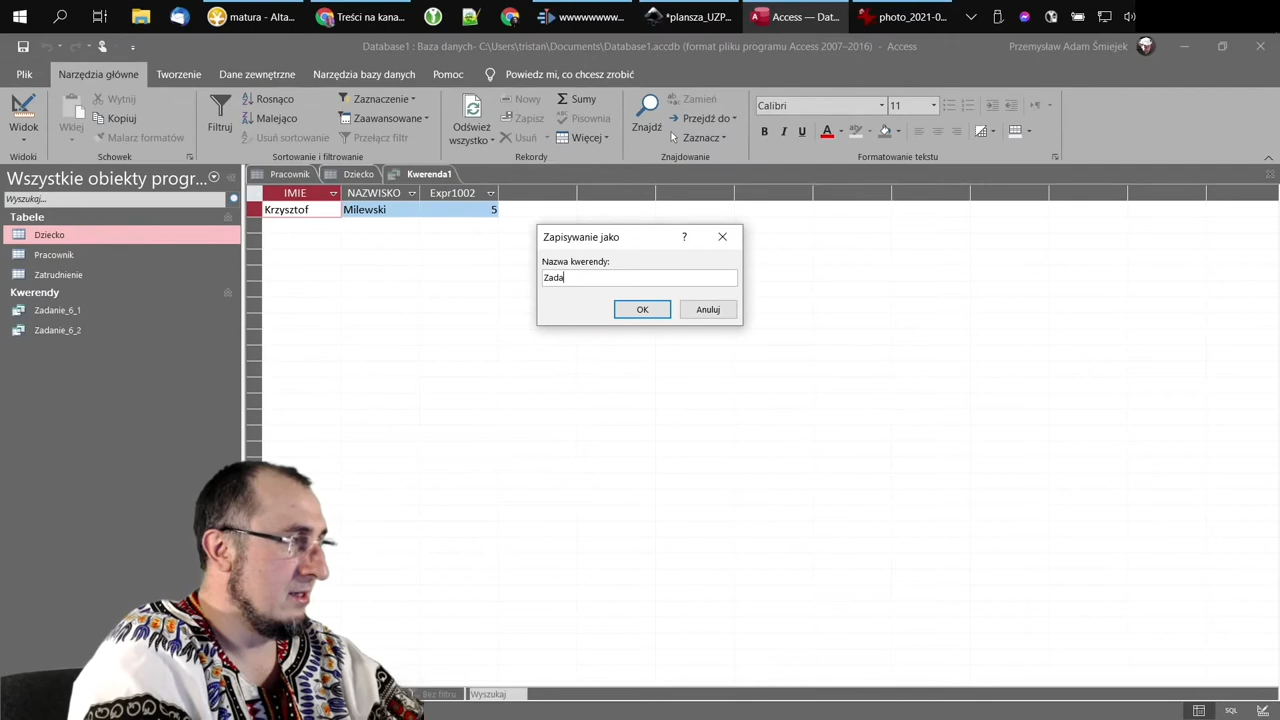 matura - Alta...
Treści na kana...
wwwwwwww...
*plansza_UZP...
Access — Dat...
photo_2021-0...
Database1 : Baza danych- C:\Users\tristan\Documents\Database1.accdb (format pliku programu Access 2007–2016) - Access
Przemysław Adam Śmiejek
Plik
Narzędzia główne
Tworzenie
Dane zewnętrzne
Narzędzia bazy danych
Pomoc
Powiedz mi, co chcesz zrobić
Widok
Wklej
Wytnij
Kopiuj
Malarz formatów
Filtruj
Rosnąco
Malejąco
Usuń sortowanie
Zaznaczenie
Zaawansowane
Przełącz filtr
Odśwież
wszystko
Nowy
Zapisz
Usuń
Sumy
Pisownia
Więcej
Znajdź
Zamień
Przejdź do
Zaznacz
Calibri
11
B I U A
Widoki
Schowek
Sortowanie i filtrowanie
Rekordy
Znajdowanie
Formatowanie tekstu
Wszystkie obiekty progr...
Wyszukaj...
Tabele
Dziecko
Pracownik
Zatrudnienie
Kwerendy
Zadanie_6_1
Zadanie_6_2
Pracownik
Dziecko
Kwerenda1
IMIE
NAZWISKO
Expr1002
Krzysztof
Milewski
5
Zapisywanie jako
?
Nazwa kwerendy:
Zada
OK
Anuluj
Bez filtru
Wyszukaj
SQL